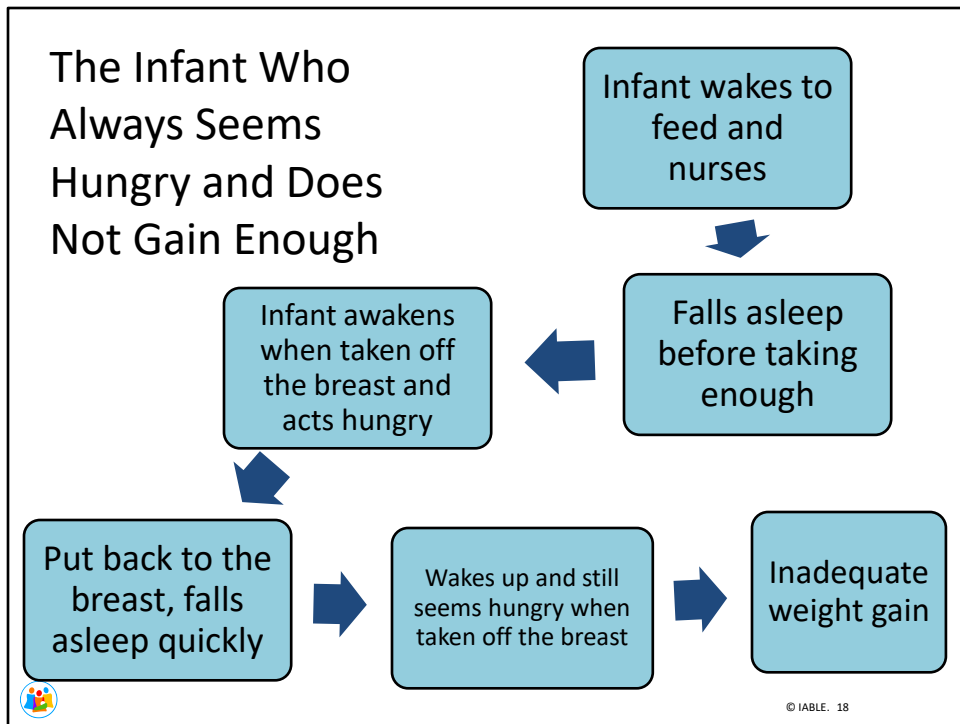 The Infant Who
Always Seems
Hungry and Does
Not Gain Enough
Infant wakes to
feed and
nurses
Falls asleep
before taking
enough
Infant awakens
when taken off
the breast and
acts hungry
Put back to the
breast, falls
asleep quickly
Wakes up and still
seems hungry when
taken off the breast
Inadequate
weight gain
© IABLE. 18